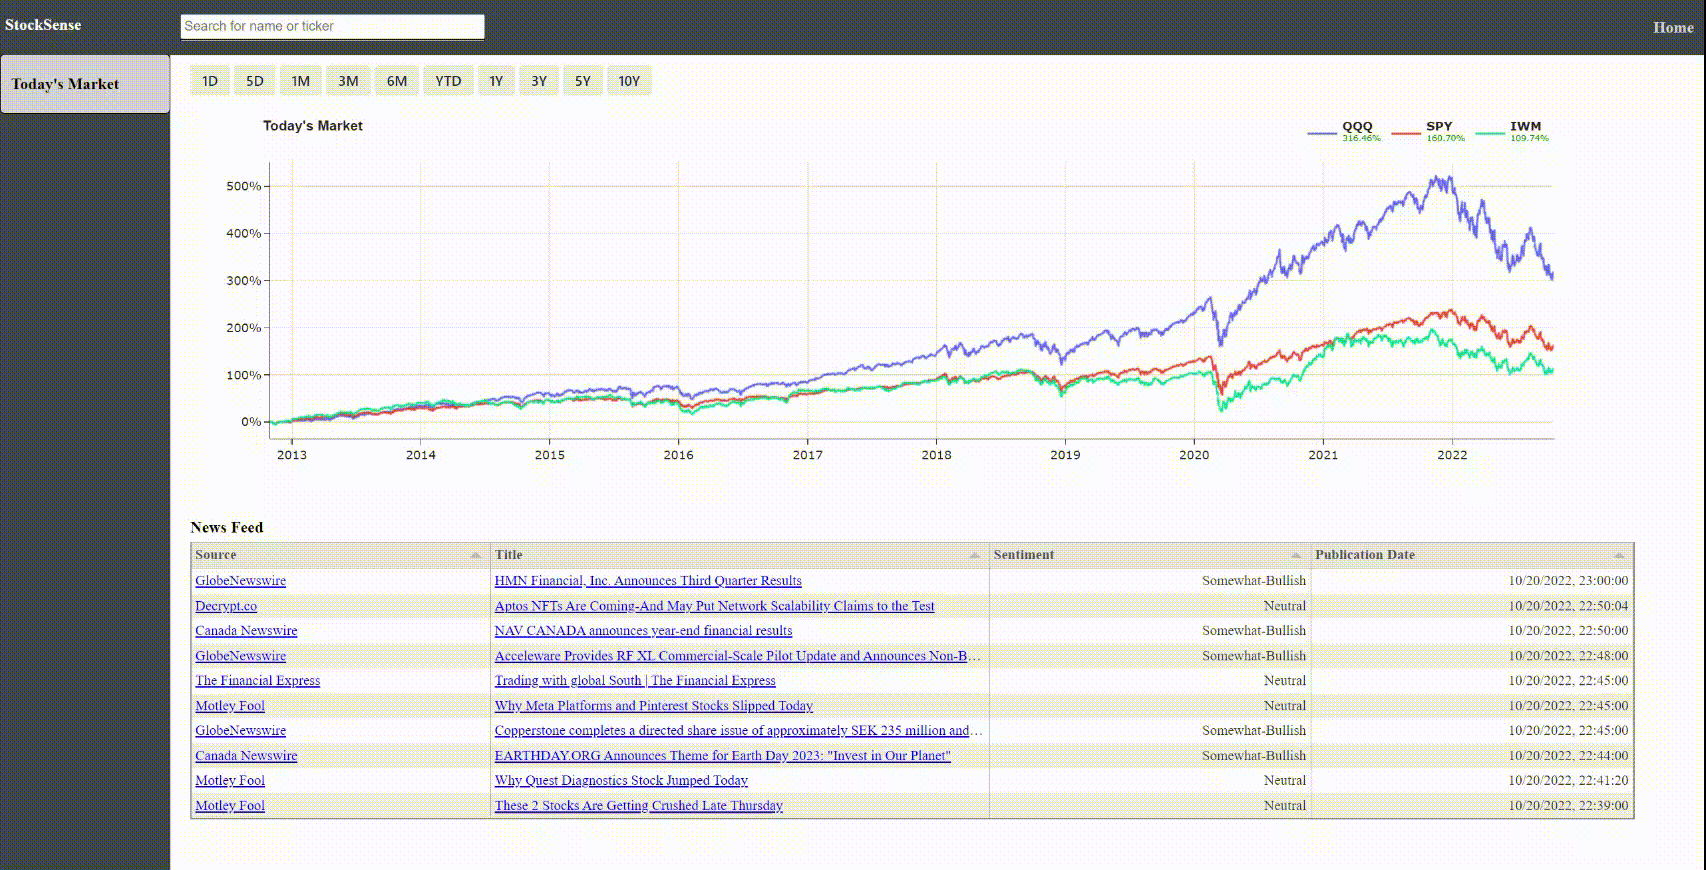 StockSense
Search for name or ticker
Home
Today's Market
1D 5D 1M 3M 6M YTD 1Y 3Y 5Y 10Y
Today's Market
QQQ SPY IWM
316.46% 160.70% 109.74%
500%
400%
300%
200%
100%
0%
2013 2014 2015 2016 2017 2018 2019 2020 2021 2022
News Feed
Source Title Sentiment Publication Date
GlobeNewswire HMN Financial, Inc. Announces Third Quarter Results Somewhat-Bullish 10/20/2022, 23:00:00
Decrypt.co Aptos NFTs Are Coming-And May Put Network Scalability Claims to the Test Neutral 10/20/2022, 22:50:04
Canada Newswire NAV CANADA announces year-end financial results Somewhat-Bullish 10/20/2022, 22:50:00
GlobeNewswire Acceleware Provides RF XL Commercial-Scale Pilot Update and Announces Non-B… Somewhat-Bullish 10/20/2022, 22:48:00
The Financial Express Trading with global South | The Financial Express Neutral 10/20/2022, 22:45:00
Motley Fool Why Meta Platforms and Pinterest Stocks Slipped Today Neutral 10/20/2022, 22:45:00
GlobeNewswire Copperstone completes a directed share issue of approximately SEK 235 million and… Somewhat-Bullish 10/20/2022, 22:45:00
Canada Newswire EARTHDAY.ORG Announces Theme for Earth Day 2023: "Invest in Our Planet" Somewhat-Bullish 10/20/2022, 22:44:00
Motley Fool Why Quest Diagnostics Stock Jumped Today Neutral 10/20/2022, 22:41:20
Motley Fool These 2 Stocks Are Getting Crushed Late Thursday Neutral 10/20/2022, 22:39:00